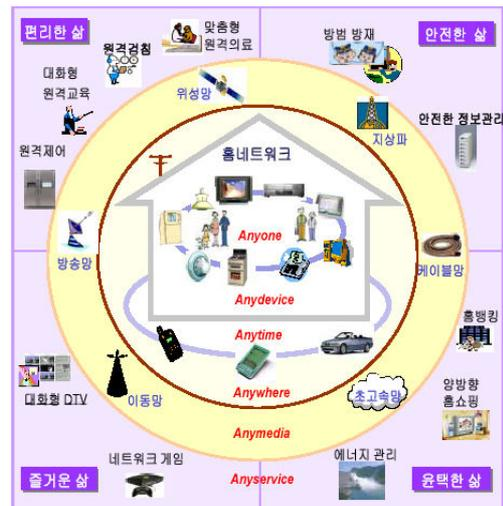 편리한 삶
맞춤형
원격의료
원격검침
대화형
원격교육
원격제어
방범 방재
안전한 삶
안전한 정보관리
위성망
지상파
홈네트워크
방송망
케이블망
Anyone
Anydevice
Anytime
Anywhere
Anymedia
Anyservice
이동망
초고속망
홈뱅킹
양방향
홈쇼핑
대화형 DTV
네트워크 게임
에너지 관리
즐거운 삶
윤택한 삶